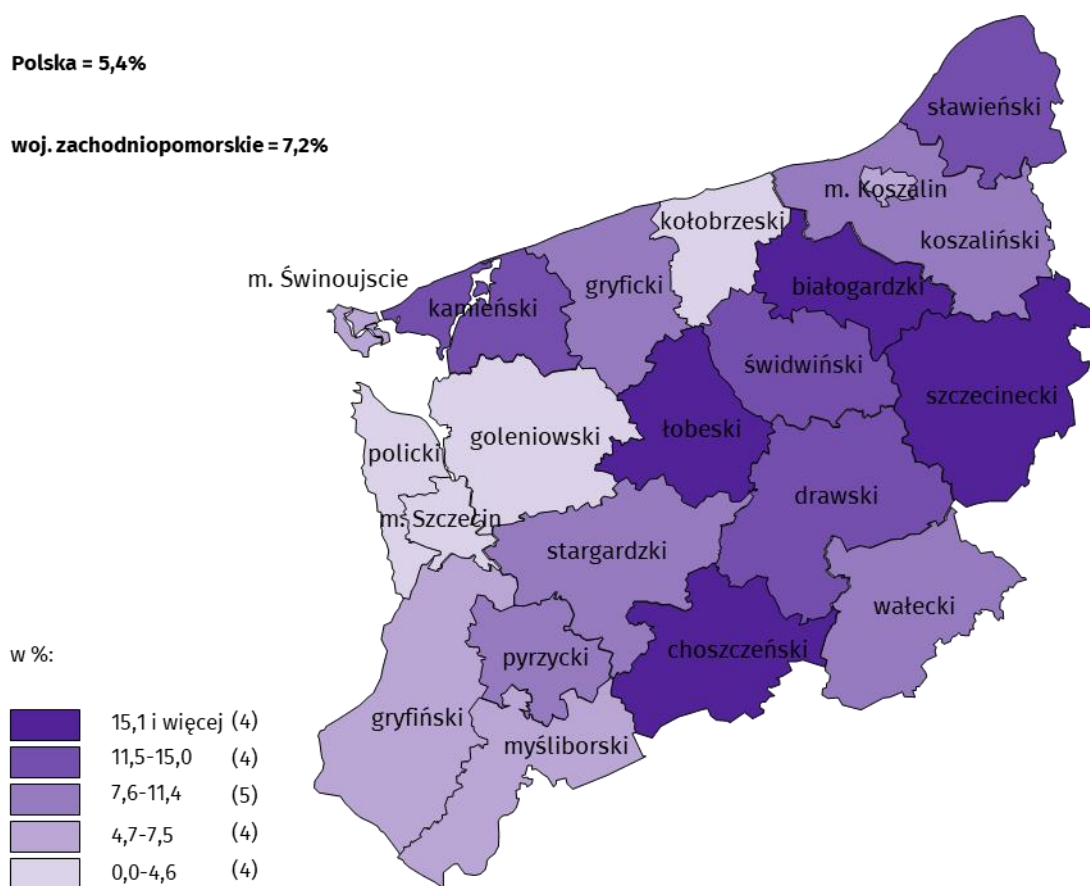 Polska = 5,4%
woj. zachodniopomorskie = 7,2%
sławieński
m. Koszalin
kołobrzeski
koszaliński
m. Świnoujscie
gryficki
białogardzki
kamieński
świdwiński
szczecinecki
łobeski
goleniowski
policki
drawski
m. Szczecin
stargardzki
wałecki
choszczeński
pyrzycki
gryfiński
myśliborski
w %:
15,1 i więcej (4)
11,5-15,0 (4)
7,6-11,4 (5)
4,7-7,5 (4)
0,0-4,6 (4)